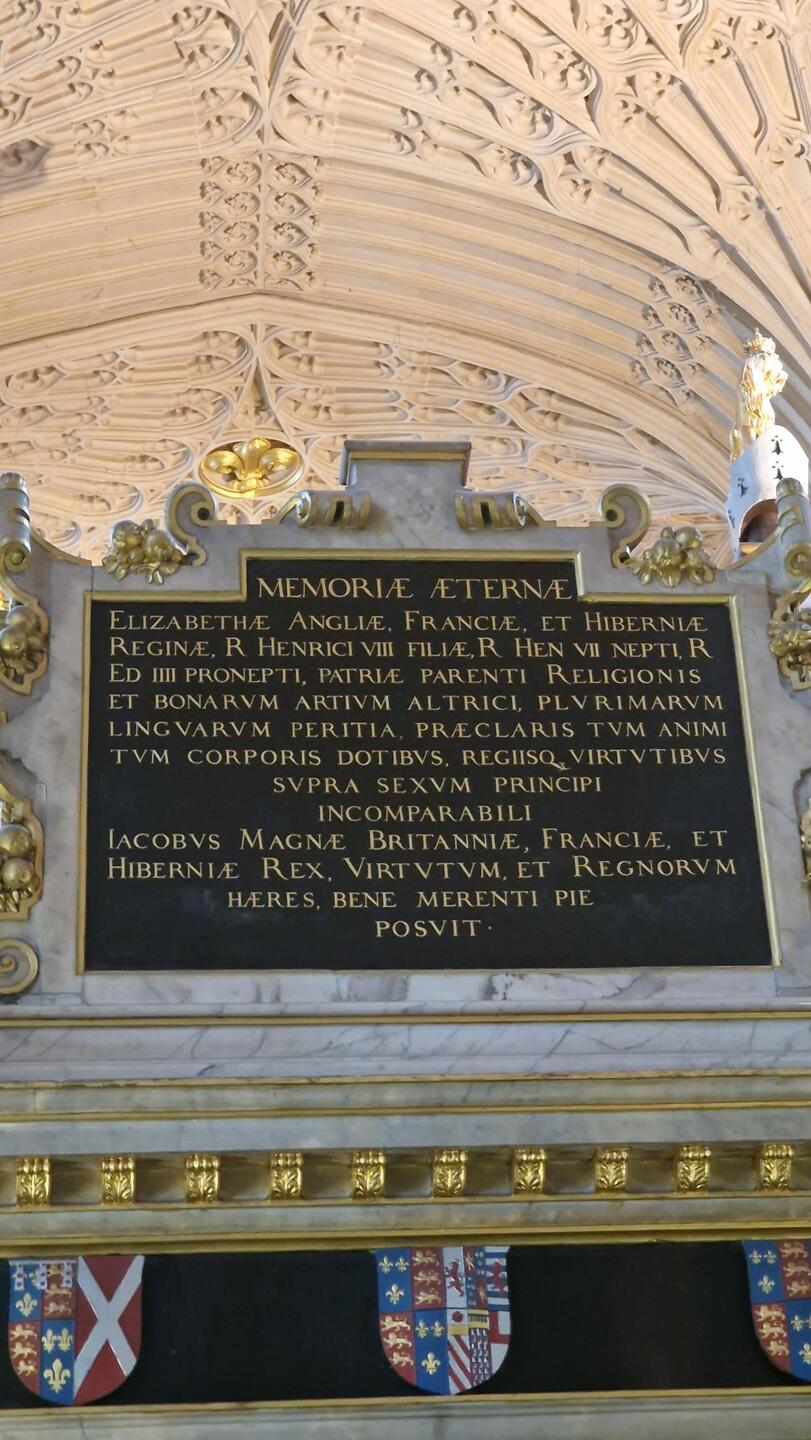 MEMORIÆ ÆTERNÆ
ELIZABETHÆ ANGLIÆ, FRANCIÆ, ET HIBERNIÆ
REGINÆ, R HENRICI VIII FILIÆ, R HEN VII NEPTI, R
ED IIII PRONEPTI, PATRIÆ PARENTI RELIGIONIS
ET BONARVM ARTIVM ALTRICI, PLVRIMARVM
LINGVARVM PERITIA, PRÆCLARIS TVM ANIMI
TVM CORPORIS DOTIBVS, REGIISQ VIRTVTIBVS
SVPRA SEXVM PRINCIPI
INCOMPARABILI
IACOBVS MAGNÆ BRITANNIÆ, FRANCIÆ, ET
HIBERNIÆ REX, VIRTVTVM, ET REGNORVM
HÆRES, BENE MERENTI PIE
POSVIT·